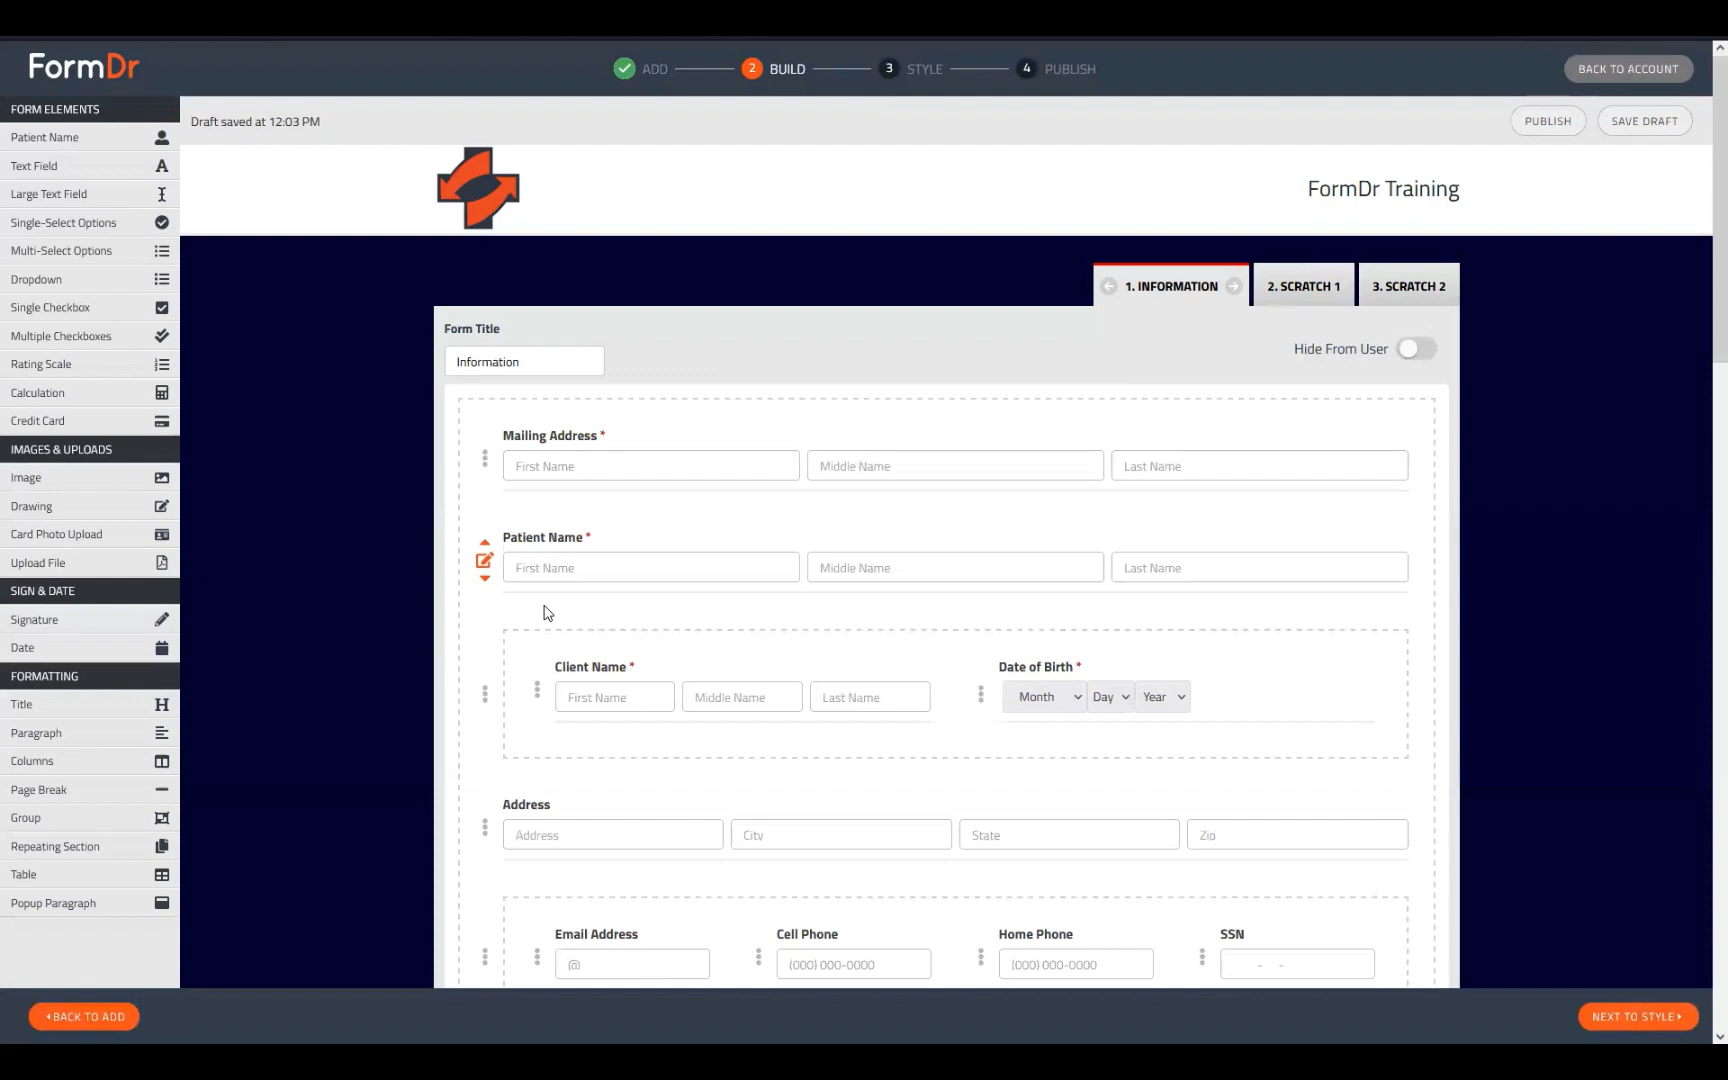 FormDr
ADD
2 BUILD
3 STYLE
4 PUBLISH
BACK TO ACCOUNT
FORM ELEMENTS
Patient Name
Text Field
Large Text Field
Single-Select Options
Multi-Select Options
Dropdown
Single Checkbox
Multiple Checkboxes
Rating Scale
Calculation
Credit Card
IMAGES & UPLOADS
Image
Drawing
Card Photo Upload
Upload File
SIGN & DATE
Signature
Date
FORMATTING
Title
Paragraph
Columns
Page Break
Group
Repeating Section
Table
Popup Paragraph
Draft saved at 12:03 PM
PUBLISH
SAVE DRAFT
FormDr Training
1. INFORMATION
2. SCRATCH 1
3. SCRATCH 2
Form Title
Information
Hide From User
Mailing Address *
First Name
Middle Name
Last Name
Patient Name *
First Name
Middle Name
Last Name
Client Name *
First Name
Middle Name
Last Name
Date of Birth *
Month
Day
Year
Address
Address
City
State
Zip
Email Address
@
Cell Phone
(000) 000-0000
Home Phone
(000) 000-0000
SSN
- -
BACK TO ADD
NEXT TO STYLE